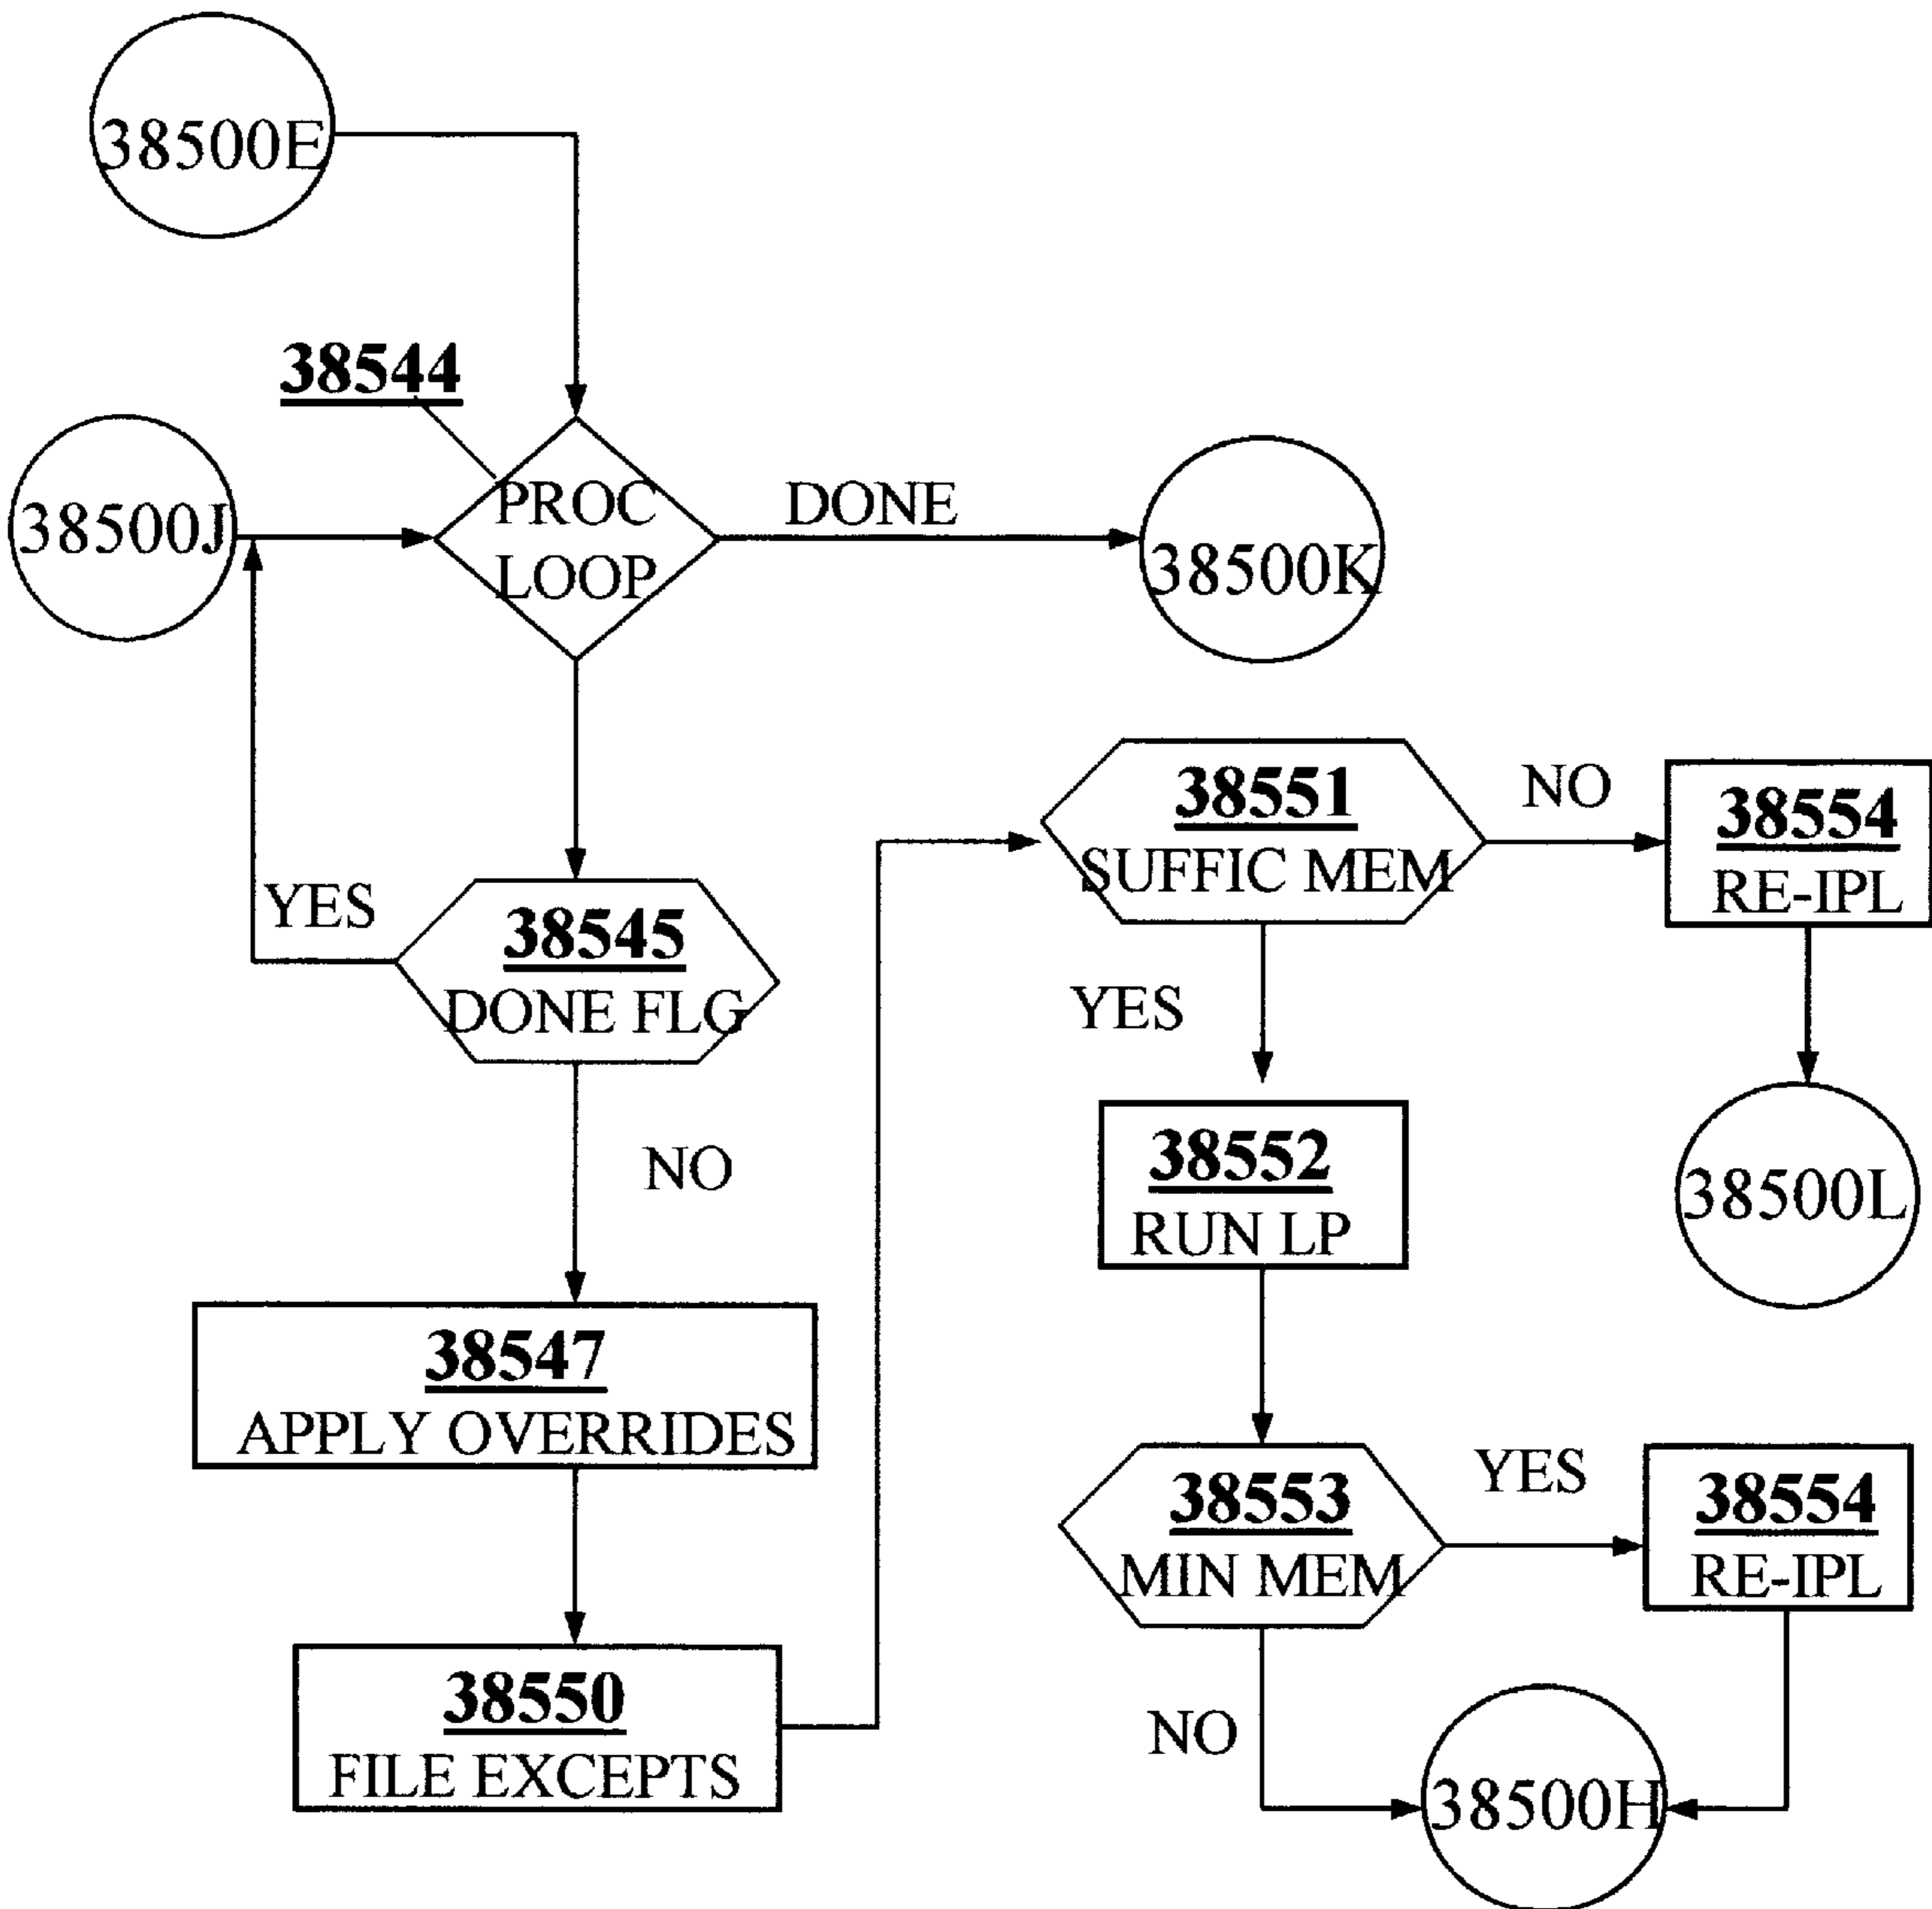 38500E
38544
38500J
PROC
LOOP
DONE
38500K
38551
SUFFIC MEM
NO
38554
RE-IPL
YES
38545
DONE FLG
YES
38552
RUN LP
38500L
NO
38547
APPLY OVERRIDES
38553
MIN MEM
YES
38554
RE-IPL
38550
FILE EXCEPTS
NO
38500H